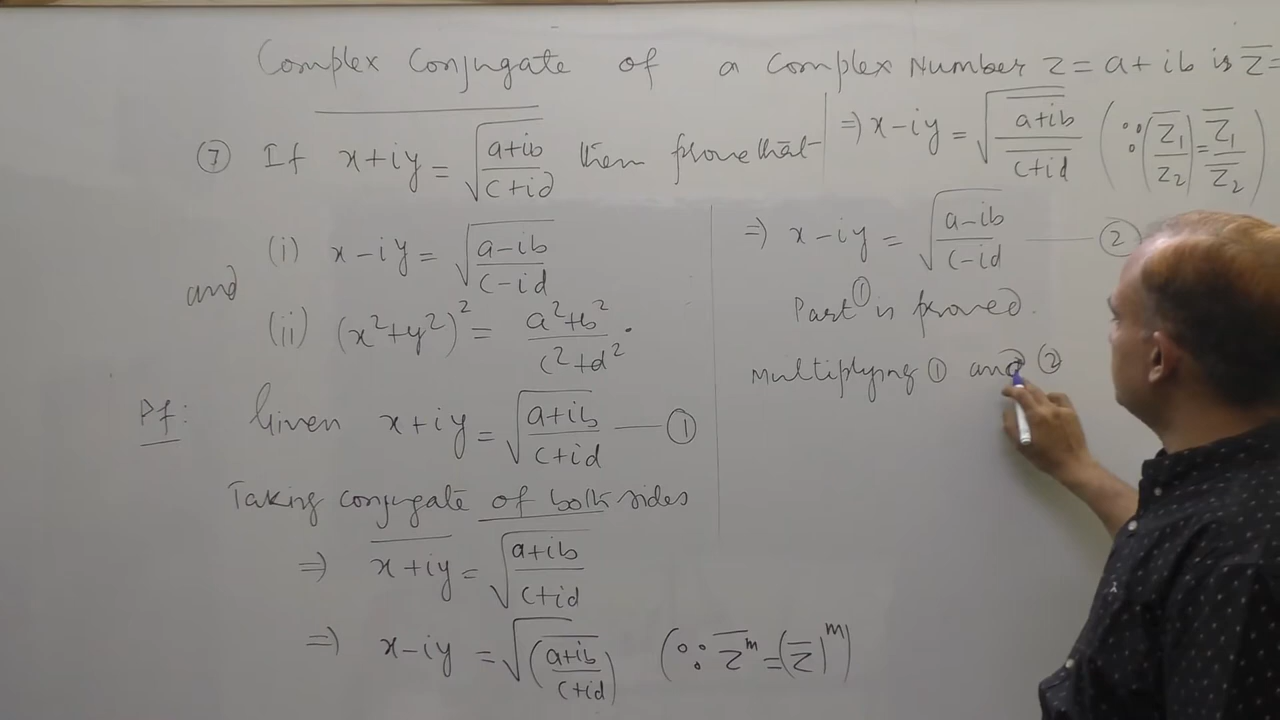 Complex Conjugate of a Complex Number z = a + ib is z̅ =
⑦ If x+iy = √((a+ib)/(c+id)) then prove that
(i) x-iy = √((a-ib)/(c-id))
and
(ii) (x²+y²)² = (a²+b²)/(c²+d²).
Pf: Given x+iy = √((a+ib)/(c+id)) — ①
Taking conjugate of both sides
⇒ x+iy̅ = √((a+ib)/(c+id))̅
⇒ x-iy = √(((a+ib)/(c+id))̅) (∵ z̅ᵐ = (z̅)ᵐ)
⇒ x-iy = √((a+ib)̅/(c+id)̅) (∵ (z₁/z₂)̅ = z̅₁/z̅₂)
⇒ x-iy = √((a-ib)/(c-id)) — ②
Part ① is proved.
Multiplying ① and ②